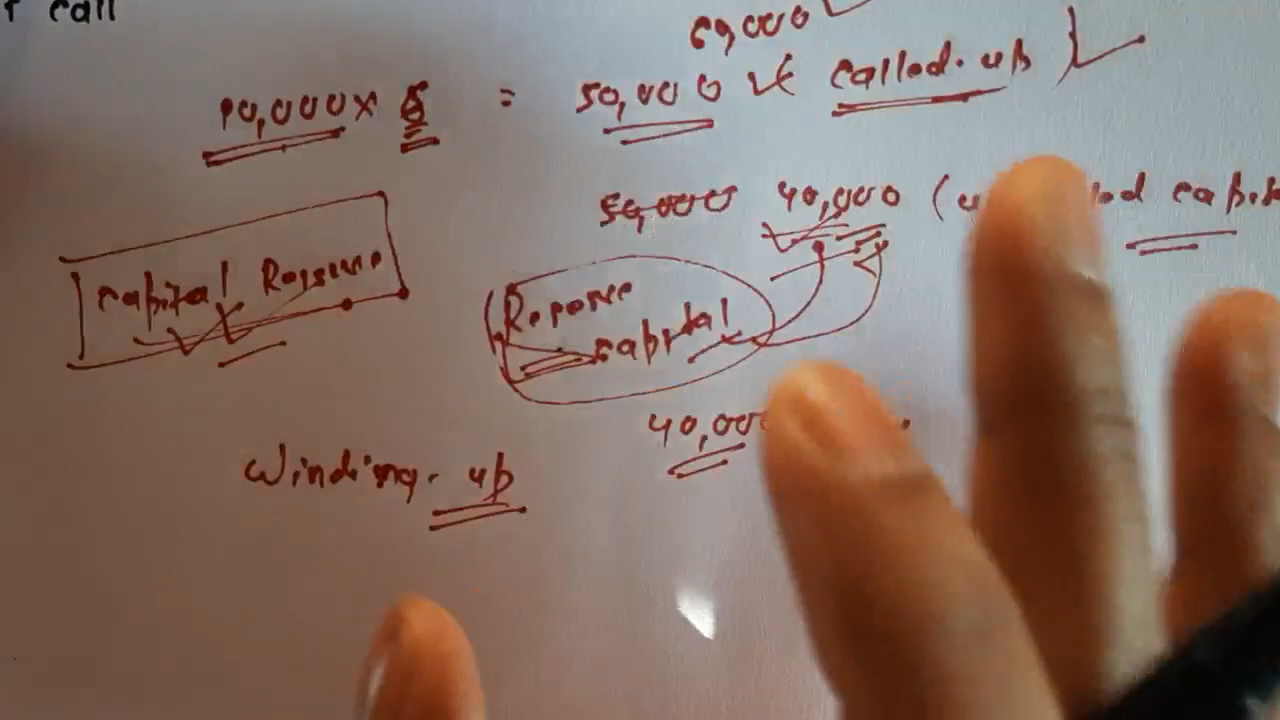 call
69,000
10,000 x 5 = 50,000 called-up
50,000 40,000 (
Capital Reserve
Reserve
capital
40,000
Winding-up